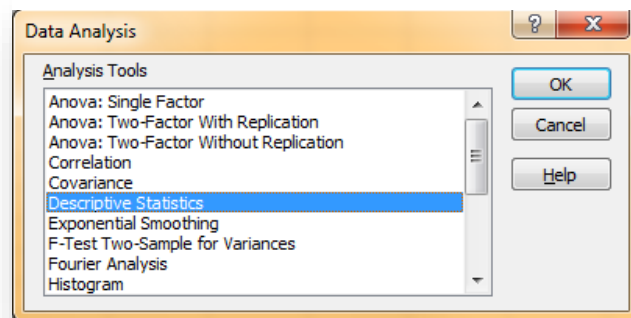 Data Analysis
?
X
Analysis Tools
OK
Anova: Single Factor
Anova: Two-Factor With Replication
Cancel
Anova: Two-Factor Without Replication
Correlation
Covariance
Help
Descriptive Statistics
Exponential Smoothing
F-Test Two-Sample for Variances
Fourier Analysis
Histogram